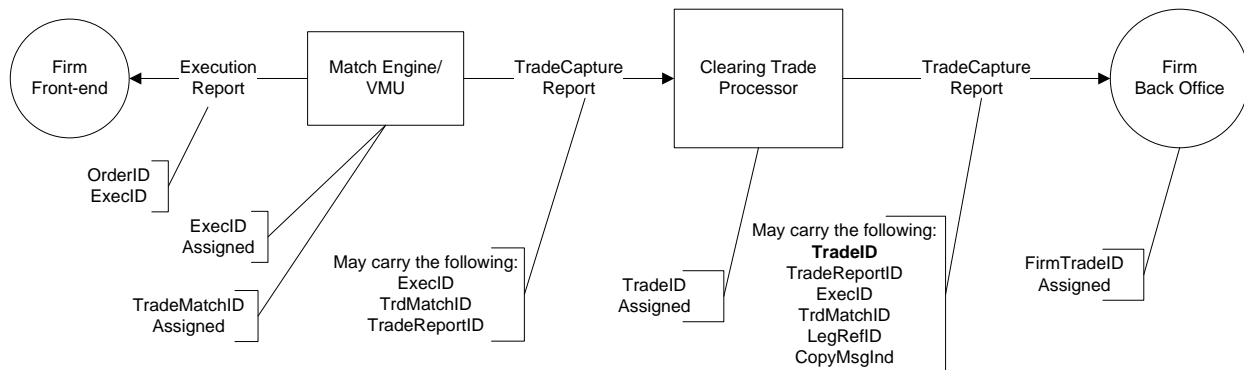 Firm
Front-end
Execution
Report
Match Engine/
VMU
TradeCapture
Report
Clearing Trade
Processor
TradeCapture
Report
Firm
Back Office
OrderID
ExecID
ExecID
Assigned
TradeMatchID
Assigned
May carry the following:
ExecID
TrdMatchID
TradeReportID
TradeID
Assigned
May carry the following:
TradeID
TradeReportID
ExecID
TrdMatchID
LegRefID
CopyMsgInd
FirmTradeID
Assigned